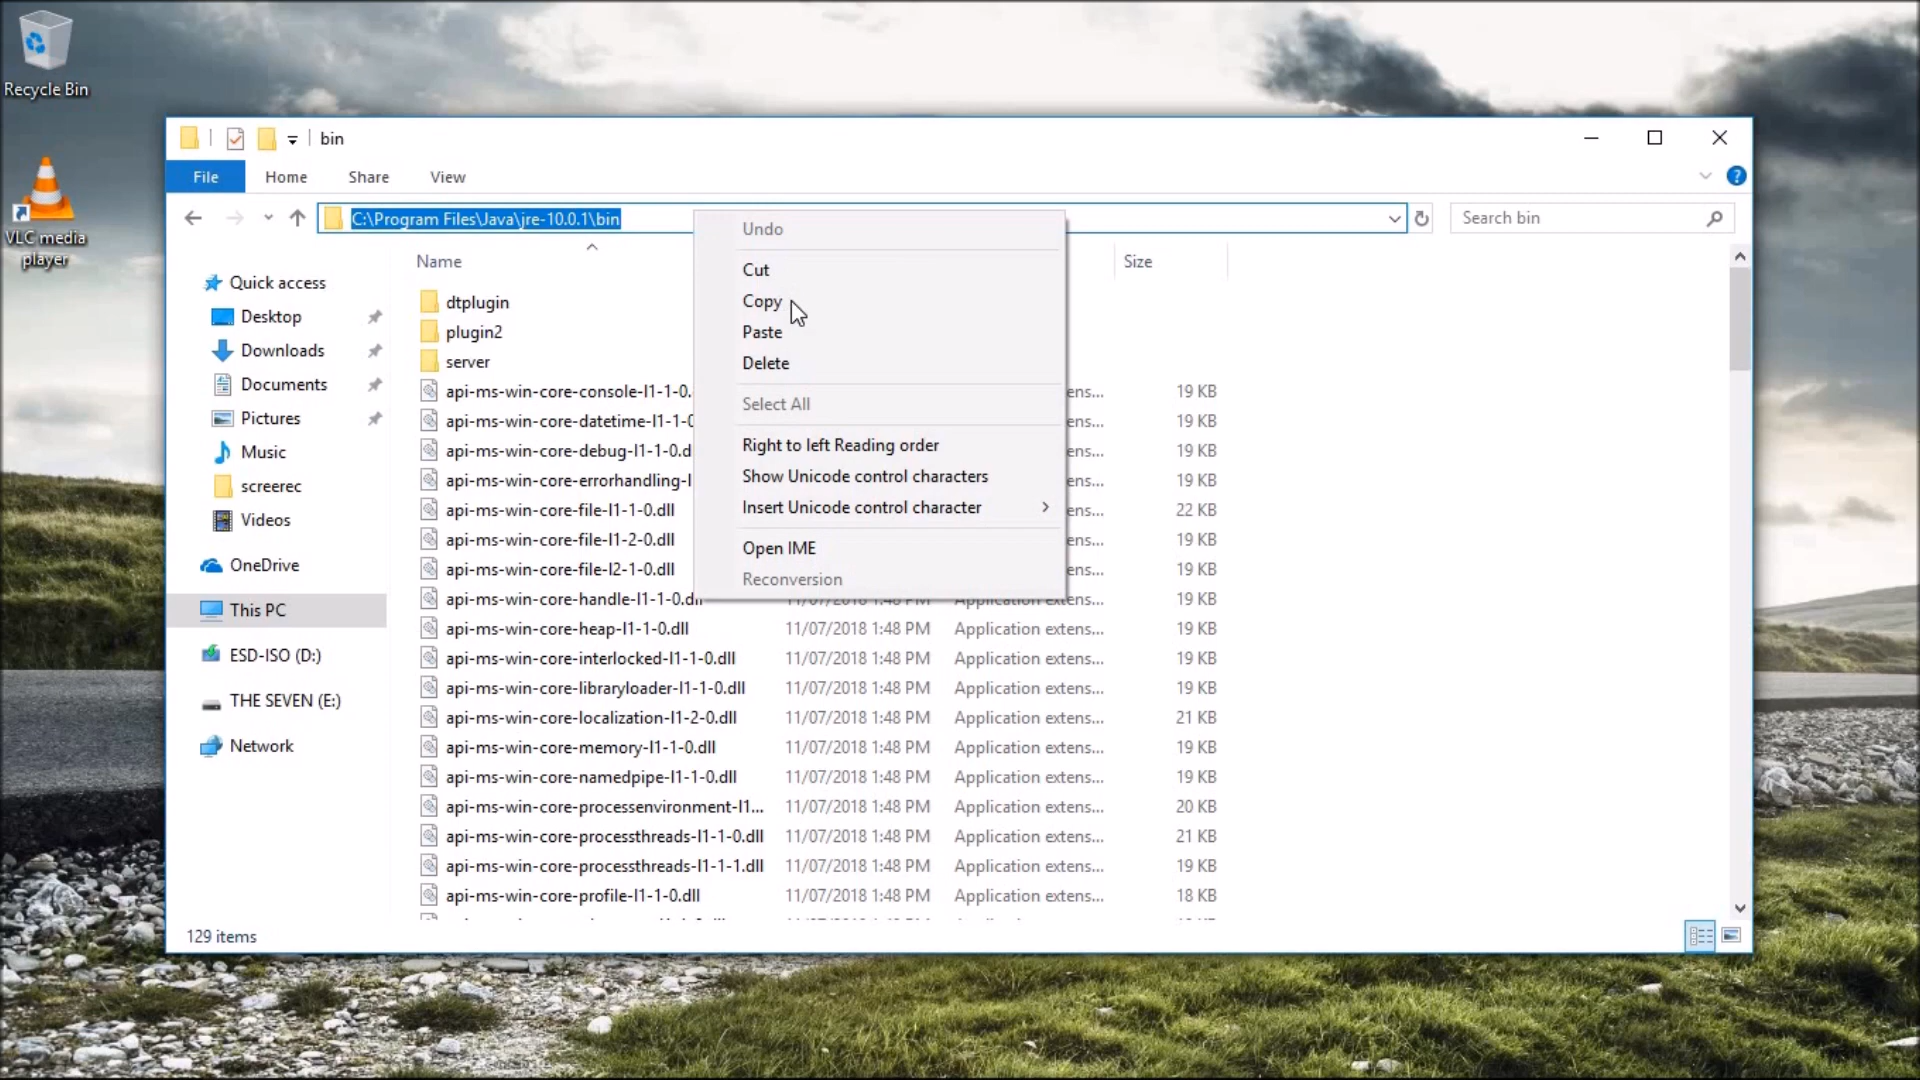 Recycle Bin
VLC media
player
bin
File Home Share View
C:\Program Files\Java\jre-10.0.1\bin
Search bin
Undo
Cut
Copy
Paste
Delete
Select All
Right to left Reading order
Show Unicode control characters
Insert Unicode control character
Open IME
Reconversion
Quick access
Desktop
Downloads
Documents
Pictures
Music
screerec
Videos
OneDrive
This PC
ESD-ISO (D:)
THE SEVEN (E:)
Network
Name Size
dtplugin
plugin2
server
api-ms-win-core-console-l1-1-0. ens... 19 KB
api-ms-win-core-datetime-l1-1-0 ens... 19 KB
api-ms-win-core-debug-l1-1-0.d ens... 19 KB
api-ms-win-core-errorhandling-l ens... 19 KB
api-ms-win-core-file-l1-1-0.dll ens... 22 KB
api-ms-win-core-file-l1-2-0.dll ens... 19 KB
api-ms-win-core-file-l2-1-0.dll ens... 19 KB
api-ms-win-core-handle-l1-1-0.dll 11/07/2018 1:48 PM Application extens... 19 KB
api-ms-win-core-heap-l1-1-0.dll 11/07/2018 1:48 PM Application extens... 19 KB
api-ms-win-core-interlocked-l1-1-0.dll 11/07/2018 1:48 PM Application extens... 19 KB
api-ms-win-core-libraryloader-l1-1-0.dll 11/07/2018 1:48 PM Application extens... 19 KB
api-ms-win-core-localization-l1-2-0.dll 11/07/2018 1:48 PM Application extens... 21 KB
api-ms-win-core-memory-l1-1-0.dll 11/07/2018 1:48 PM Application extens... 19 KB
api-ms-win-core-namedpipe-l1-1-0.dll 11/07/2018 1:48 PM Application extens... 19 KB
api-ms-win-core-processenvironment-l1... 11/07/2018 1:48 PM Application extens... 20 KB
api-ms-win-core-processthreads-l1-1-0.dll 11/07/2018 1:48 PM Application extens... 21 KB
api-ms-win-core-processthreads-l1-1-1.dll 11/07/2018 1:48 PM Application extens... 19 KB
api-ms-win-core-profile-l1-1-0.dll 11/07/2018 1:48 PM Application extens... 18 KB
129 items